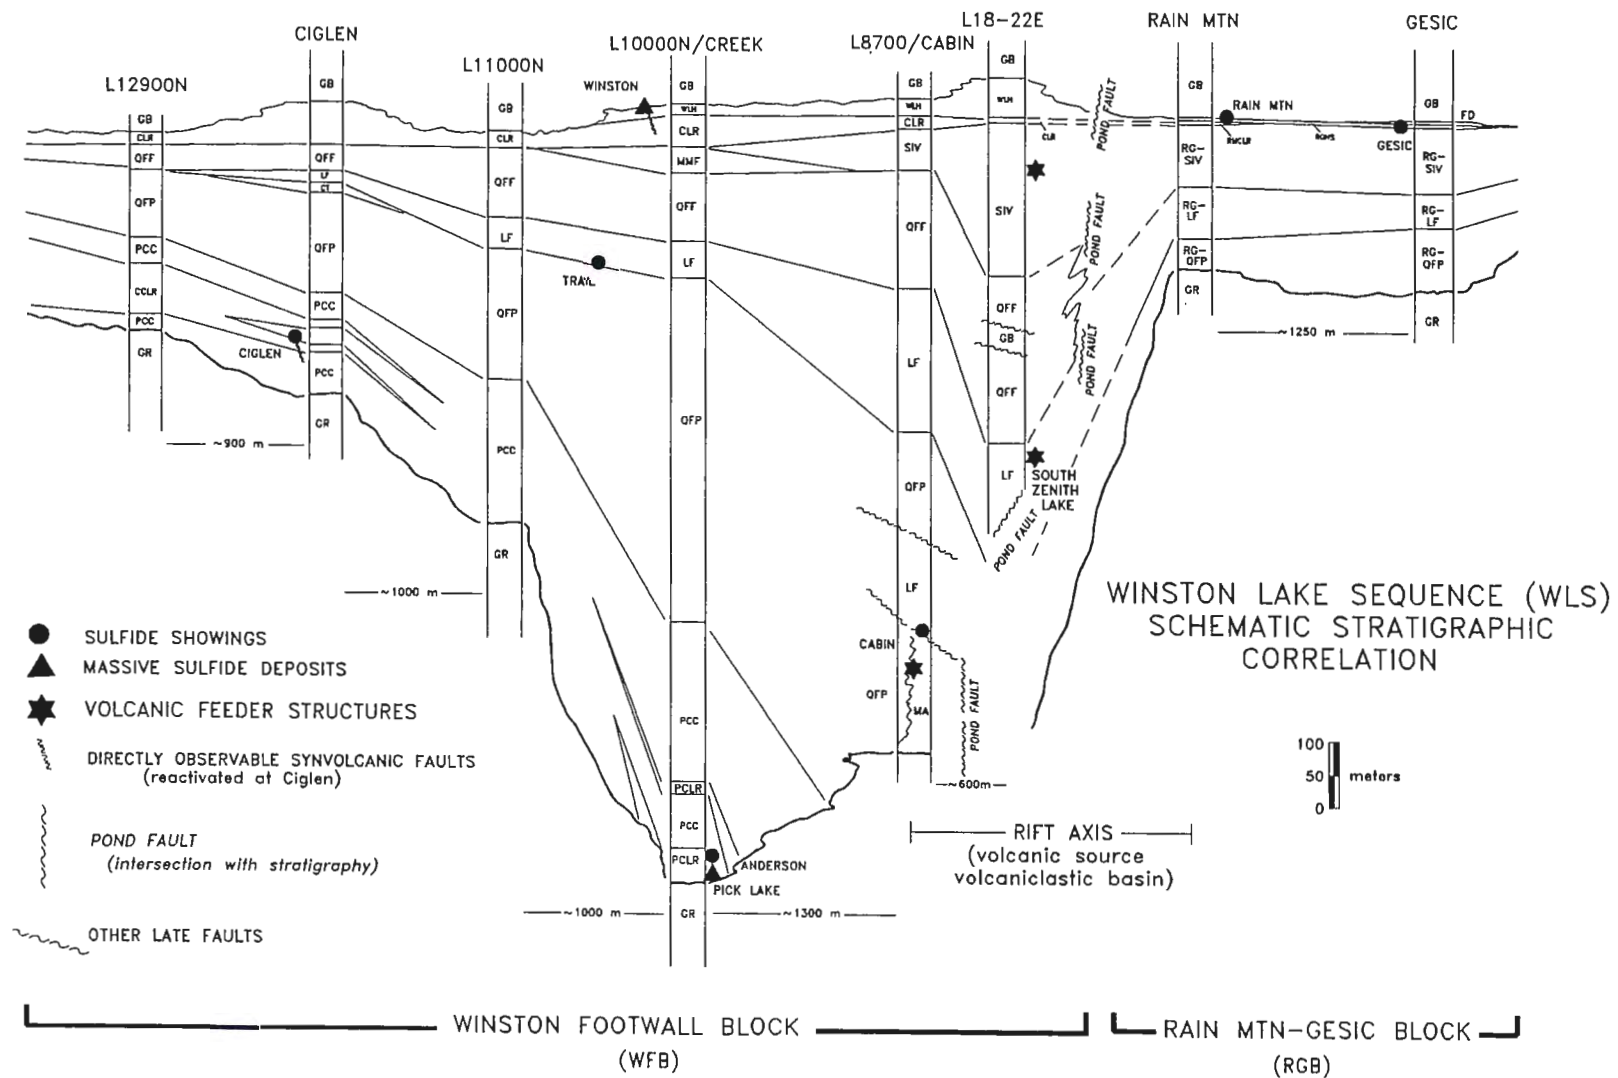 L12900N
CIGLEN
L11000N
L10000N/CREEK
L8700/CABIN
L18-22E
RAIN MTN
GESIC
GB
CLR
QFF
QFP
PCC
CCLR
PCC
GR
~900 m
GB
QFF
LF
CT
QFP
PCC
CIGLEN
PCC
GR
~1000 m
GB
CLR
QFF
LF
QFP
PCC
GR
WINSTON
TRAYL
~1000 m
GB
WLH
CLR
MMF
QFF
LF
QFP
PCC
PCLR
PCC
PCLR
GR
ANDERSON
PICK LAKE
~1300 m
GB
WLH
CLR
SIV
QFF
LF
QFP
LF
CABIN
QFP
MA
POND FAULT
~600m
GB
WLH
CLR
SIV
QFF
GB
QFF
LF
SOUTH
ZENITH
LAKE
POND FAULT
POND FAULT
POND FAULT
POND FAULT
GB
RG-
SIV
RG-
LF
RG-
QFP
GR
RAIN MTN
RMCLR
RGMS
GESIC
~1250 m
GB
FD
RG-
SIV
RG-
LF
RG-
QFP
GR
WINSTON LAKE SEQUENCE (WLS)
SCHEMATIC STRATIGRAPHIC
CORRELATION
SULFIDE SHOWINGS
MASSIVE SULFIDE DEPOSITS
VOLCANIC FEEDER STRUCTURES
DIRECTLY OBSERVABLE SYNVOLCANIC FAULTS
(reactivated at Ciglen)
POND FAULT
(intersection with stratigraphy)
OTHER LATE FAULTS
100
50
0
meters
RIFT AXIS
(volcanic source
volcaniclastic basin)
WINSTON FOOTWALL BLOCK
(WFB)
RAIN MTN-GESIC BLOCK
(RGB)